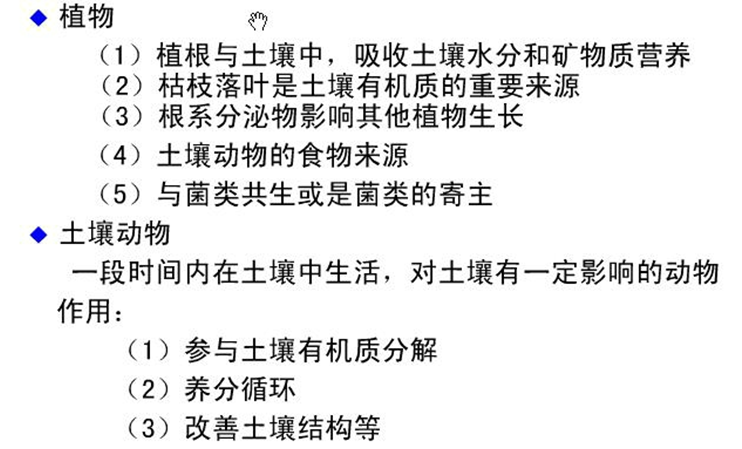 ◆ 植物
（1）植根与土壤中，吸收土壤水分和矿物质营养
（2）枯枝落叶是土壤有机质的重要来源
（3）根系分泌物影响其他植物生长
（4）土壤动物的食物来源
（5）与菌类共生或是菌类的寄主
◆ 土壤动物
一段时间内在土壤中生活，对土壤有一定影响的动物
作用：
（1）参与土壤有机质分解
（2）养分循环
（3）改善土壤结构等